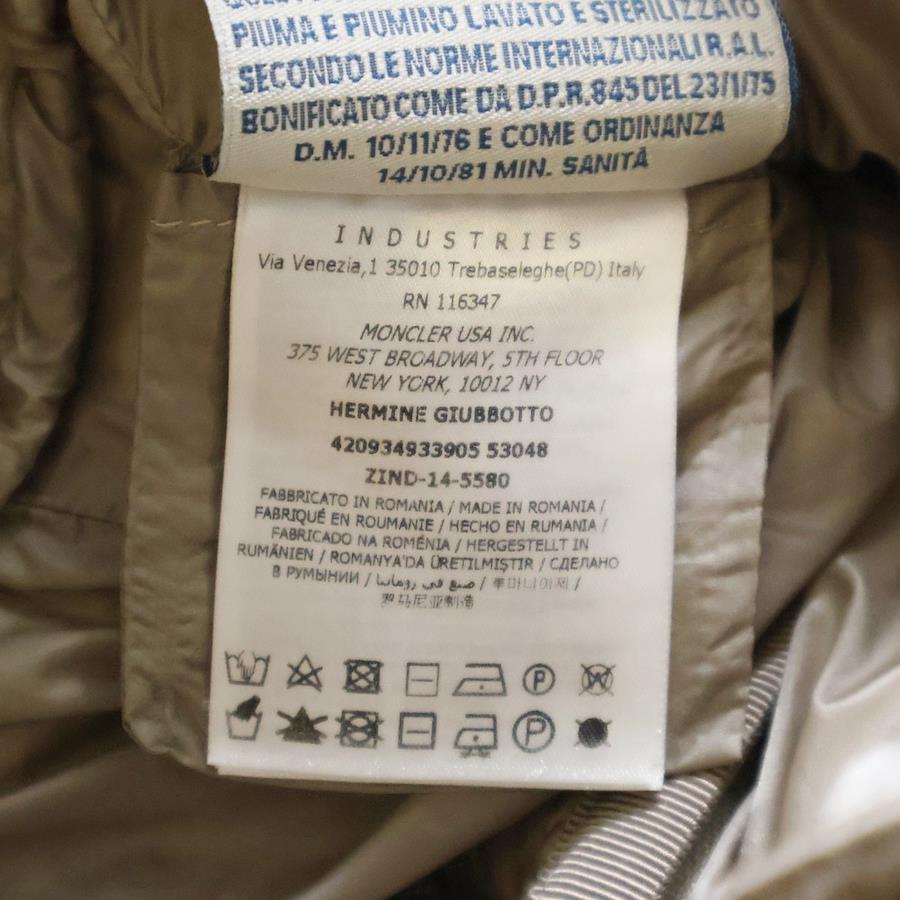 PIUMA E PIUMINO LAVATO E STERILIZZATO
SECONDO LE NORME INTERNAZIONALI R.A.L.
BONIFICATO COME DA D.P.R.845 DEL 23/1/75
D.M. 10/11/76 E COME ORDINANZA
14/10/81 MIN. SANITÀ
INDUSTRIES
Via Venezia,1 35010 Trebaseleghe(PD) Italy
RN 116347
MONCLER USA INC.
375 WEST BROADWAY, 5TH FLOOR
NEW YORK, 10012 NY
HERMINE GIUBBOTTO
420934933905 53048
ZIND-14-5580
FABBRICATO IN ROMANIA / MADE IN ROMANIA /
FABRIQUÉ EN ROUMANIE / HECHO EN RUMANIA /
FABRICADO NA ROMÉNIA / HERGESTELLT IN
RUMÄNIEN / ROMANYA'DA ÜRETILMIŞTIR / СДЕЛАНО
В РУМЫНИИ / صنع في رومانيا / 루마니아제 /
罗马尼亚制造
P W
P